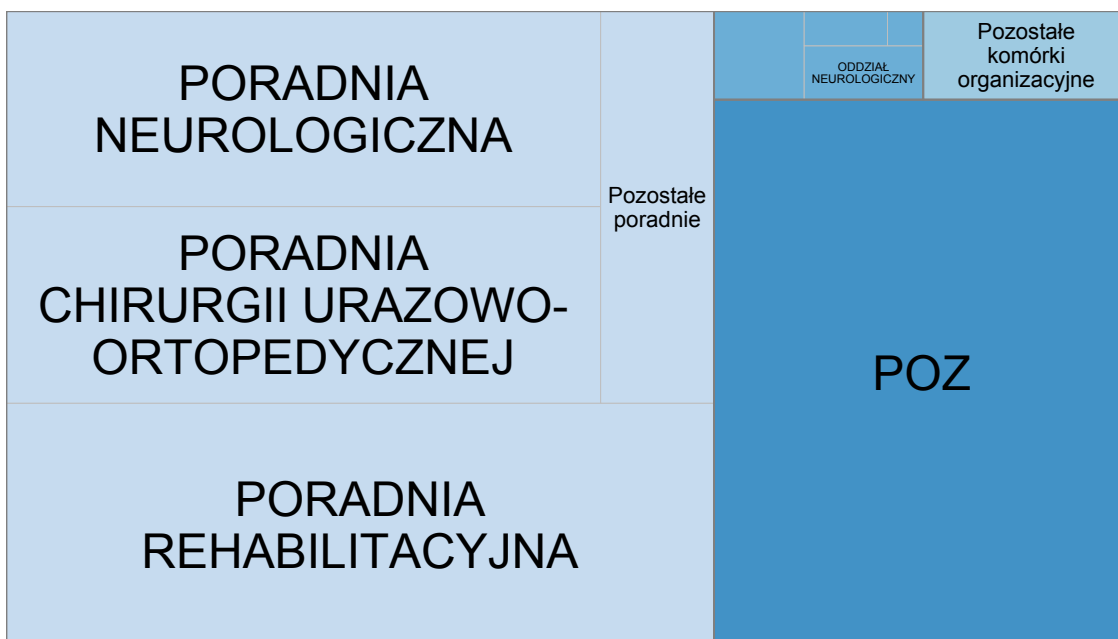 PORADNIA
NEUROLOGICZNA
PORADNIA
CHIRURGII URAZOWO-
ORTOPEDYCZNEJ
PORADNIA
REHABILITACYJNA
Pozostałe
poradnie
ODDZIAŁ
NEUROLOGICZNY
Pozostałe
komórki
organizacyjne
POZ